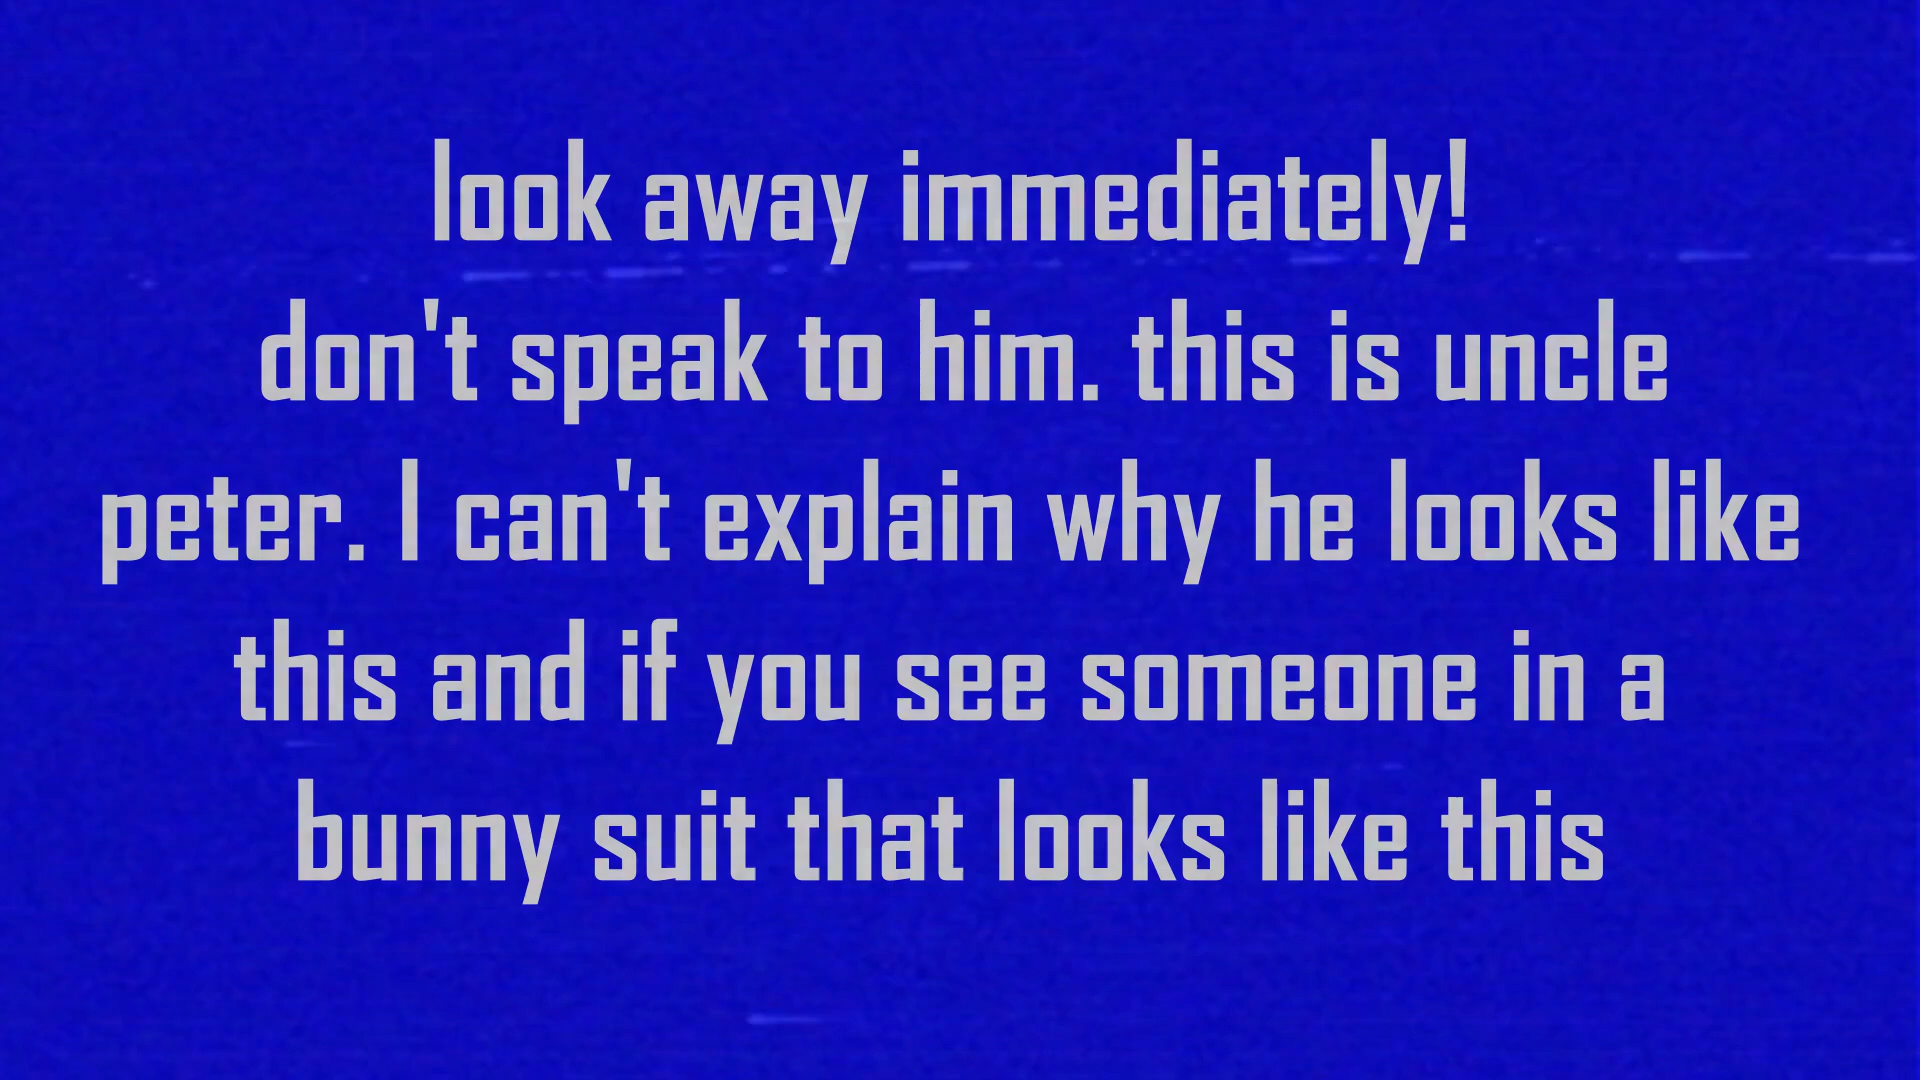 look away immediately!
don't speak to him. this is uncle
peter. I can't explain why he looks like
this and if you see someone in a
bunny suit that looks like this